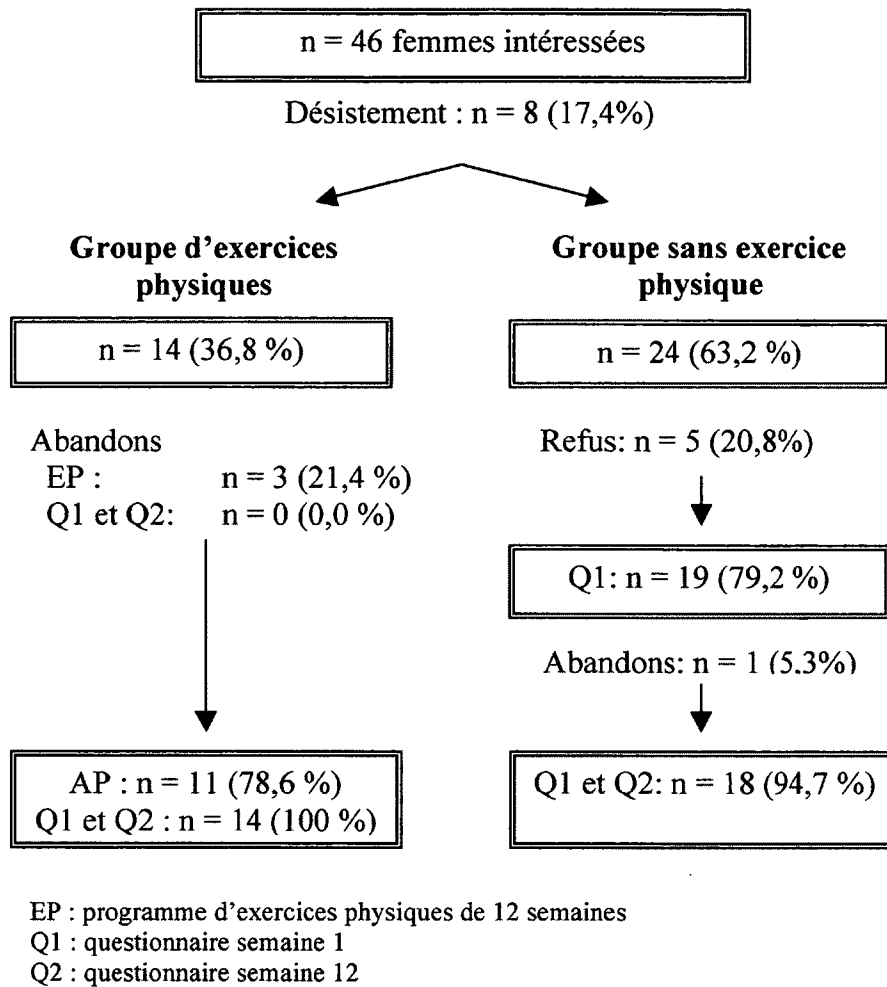 n = 46 femmes intéressées
Désistement : n = 8 (17,4%)
Groupe d'exercices
physiques
n = 14 (36,8 %)
Abandons
EP : n = 3 (21,4 %)
Q1 et Q2: n = 0 (0,0 %)
AP : n = 11 (78,6 %)
Q1 et Q2 : n = 14 (100 %)
Groupe sans exercice
physique
n = 24 (63,2 %)
Refus: n = 5 (20,8%)
Q1: n = 19 (79,2 %)
Abandons: n = 1 (5.3%)
Q1 et Q2: n = 18 (94,7 %)
EP : programme d'exercices physiques de 12 semaines
Q1 : questionnaire semaine 1
Q2 : questionnaire semaine 12